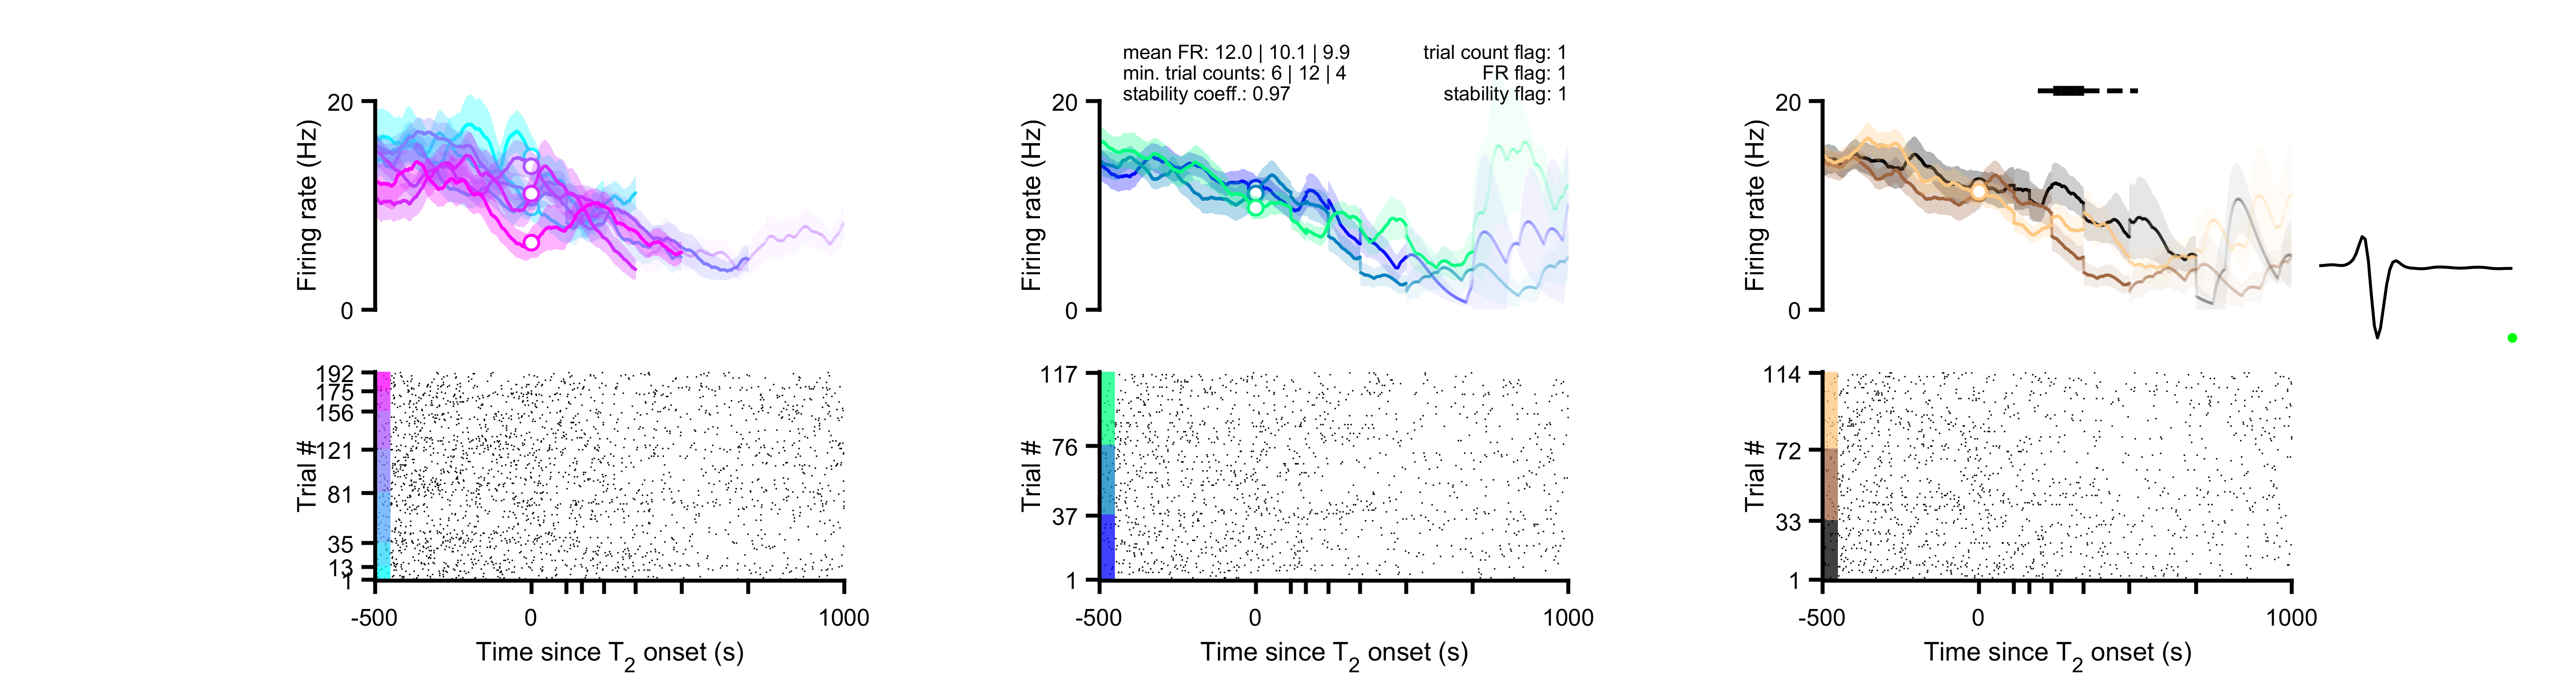 mean FR: 12.0 | 10.1 | 9.9
min. trial counts: 6 | 12 | 4
stability coeff.: 0.97
trial count flag: 1
FR flag: 1
stability flag: 1
20
Firing rate (Hz)
0
192
175
156
121
81
35
13
1
Trial #
-500
0
1000
Time since T2 onset (s)
20
Firing rate (Hz)
0
117
76
37
1
Trial #
-500
0
1000
Time since T2 onset (s)
20
Firing rate (Hz)
0
114
72
33
1
Trial #
-500
0
1000
Time since T2 onset (s)